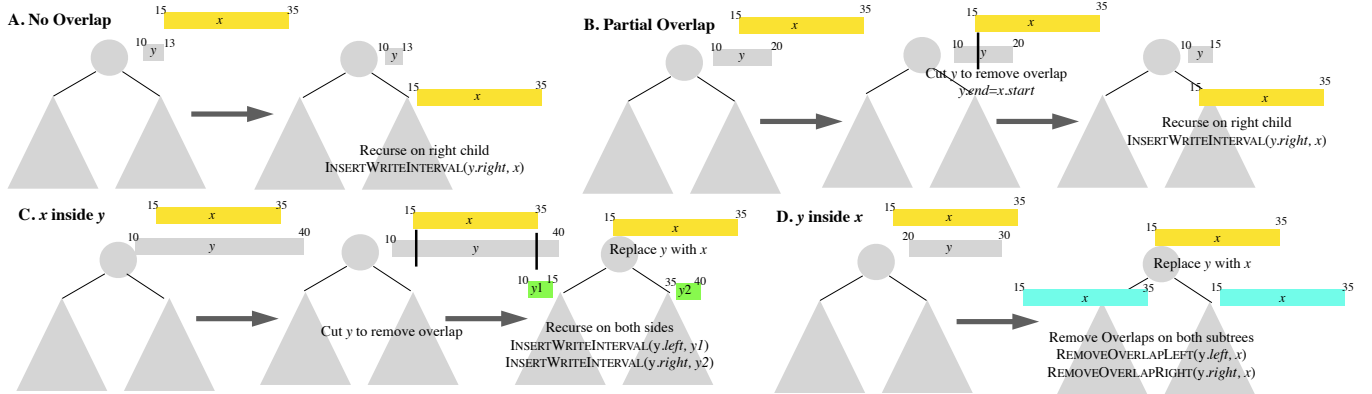 A. No Overlap
15 35
x
10 13
y
10 13
y
15 35
x
Recurse on right child
INSERTWRITEINTERVAL(y.right, x)
B. Partial Overlap
15 35
x
10 20
y
15 35
x
10 20
y
Cut y to remove overlap
y.end=x.start
10 15
y
15 35
x
Recurse on right child
INSERTWRITEINTERVAL(y.right, x)
C. x inside y
15 35
x
10 40
y
15 35
x
10 40
y
Cut y to remove overlap
15 35
x
Replace y with x
10 15
y1
35 40
y2
Recurse on both sides
INSERTWRITEINTERVAL(y.left, y1)
INSERTWRITEINTERVAL(y.right, y2)
D. y inside x
15 35
x
20 30
y
15 35
x
Replace y with x
15 35
x
15 35
x
Remove Overlaps on both subtrees
REMOVEOVERLAPLEFT(y.left, x)
REMOVEOVERLAPRIGHT(y.right, x)